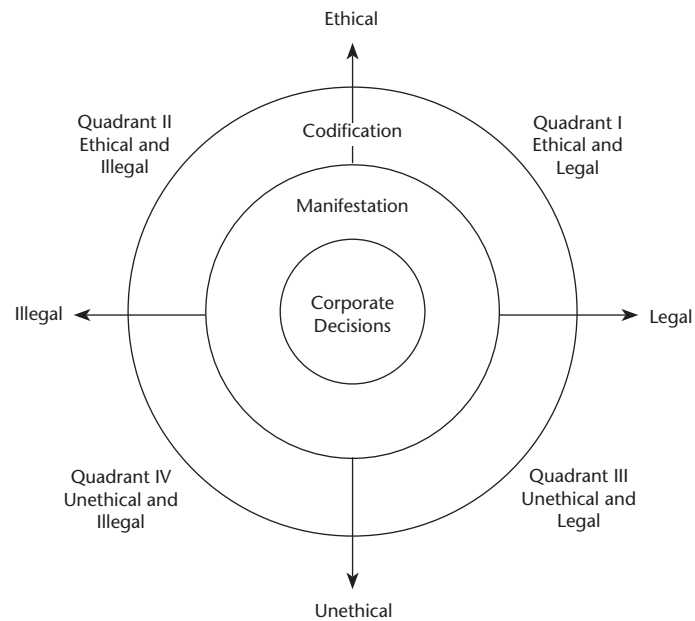 Ethical
Quadrant II
Ethical and
Illegal
Codification
Quadrant I
Ethical and
Legal
Manifestation
Illegal
Corporate
Decisions
Legal
Quadrant IV
Unethical and
Illegal
Quadrant III
Unethical and
Legal
Unethical